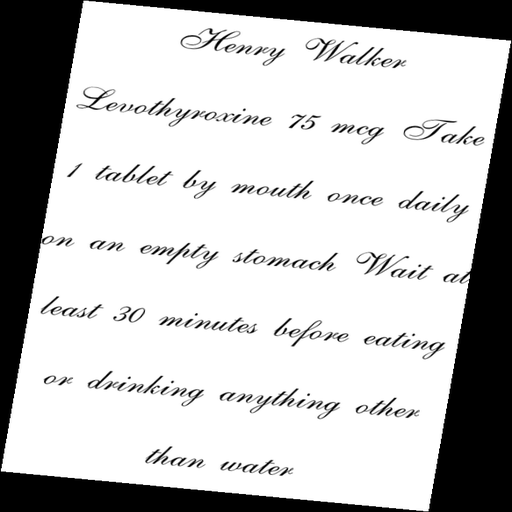 Henry Walker
Levothyroxine 75 mcg Take
1 tablet by mouth once daily
on an empty stomach Wait at
least 30 minutes before eating
or drinking anything other
than water